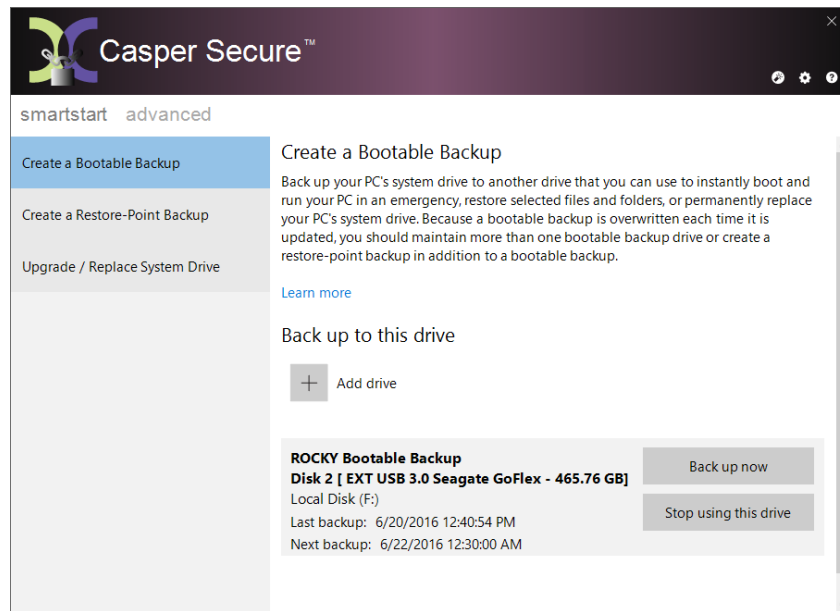 Casper Secure™
smartstart advanced
Create a Bootable Backup
Create a Restore-Point Backup
Upgrade / Replace System Drive
Create a Bootable Backup
Back up your PC's system drive to another drive that you can use to instantly boot and
run your PC in an emergency, restore selected files and folders, or permanently replace
your PC's system drive. Because a bootable backup is overwritten each time it is
updated, you should maintain more than one bootable backup drive or create a
restore-point backup in addition to a bootable backup.
Learn more
Back up to this drive
Add drive
ROCKY Bootable Backup
Disk 2 [ EXT USB 3.0 Seagate GoFlex - 465.76 GB]
Local Disk (F:)
Last backup: 6/20/2016 12:40:54 PM
Next backup: 6/22/2016 12:30:00 AM
Back up now
Stop using this drive